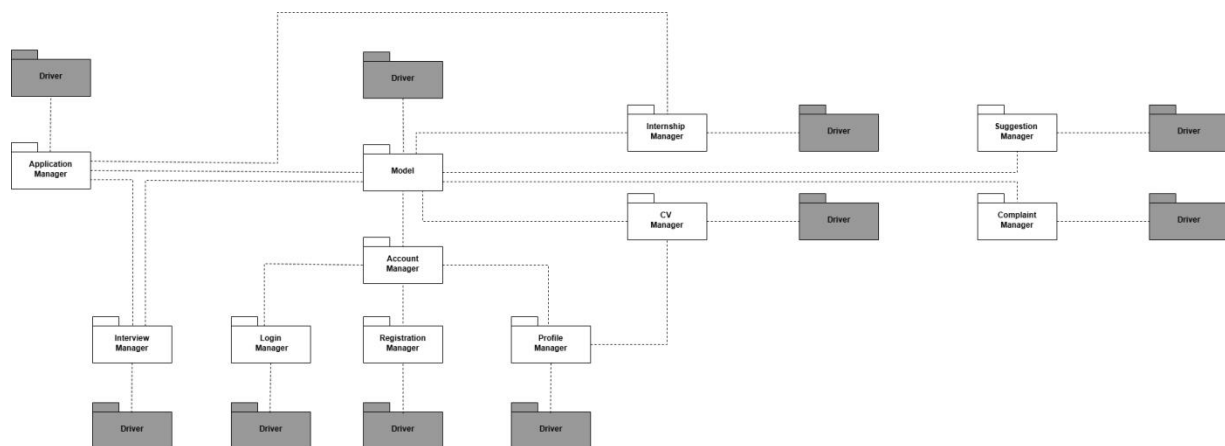 Driver
Driver
Internship
Manager
Driver
Suggestion
Manager
Driver
Application
Manager
Model
CV
Manager
Driver
Complaint
Manager
Driver
Account
Manager
Interview
Manager
Login
Manager
Registration
Manager
Profile
Manager
Driver
Driver
Driver
Driver